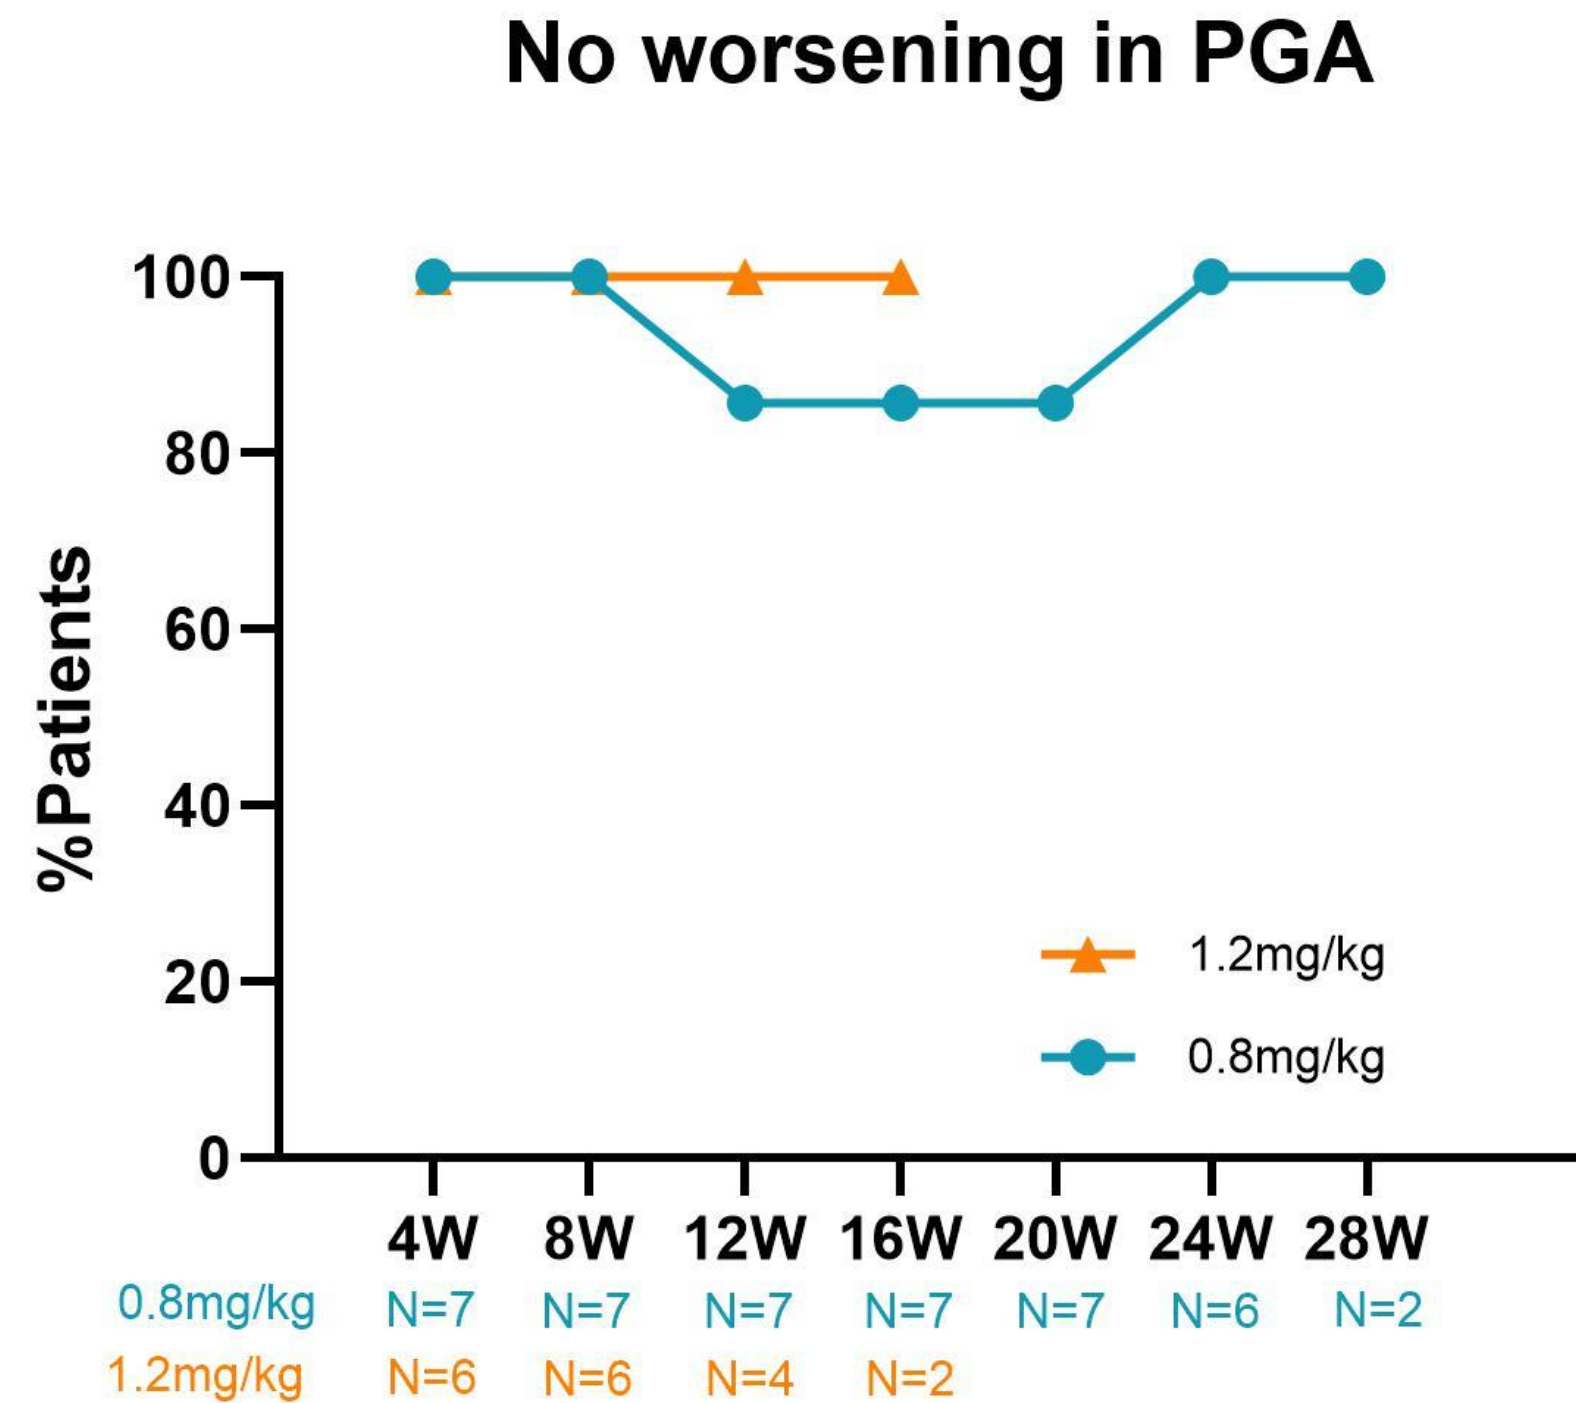 No worsening in PGA
%Patients
100
80
60
40
20
0
1.2mg/kg
0.8mg/kg
4W 8W 12W 16W 20W 24W 28W
0.8mg/kg N=7 N=7 N=7 N=7 N=7 N=6 N=2
1.2mg/kg N=6 N=6 N=4 N=2